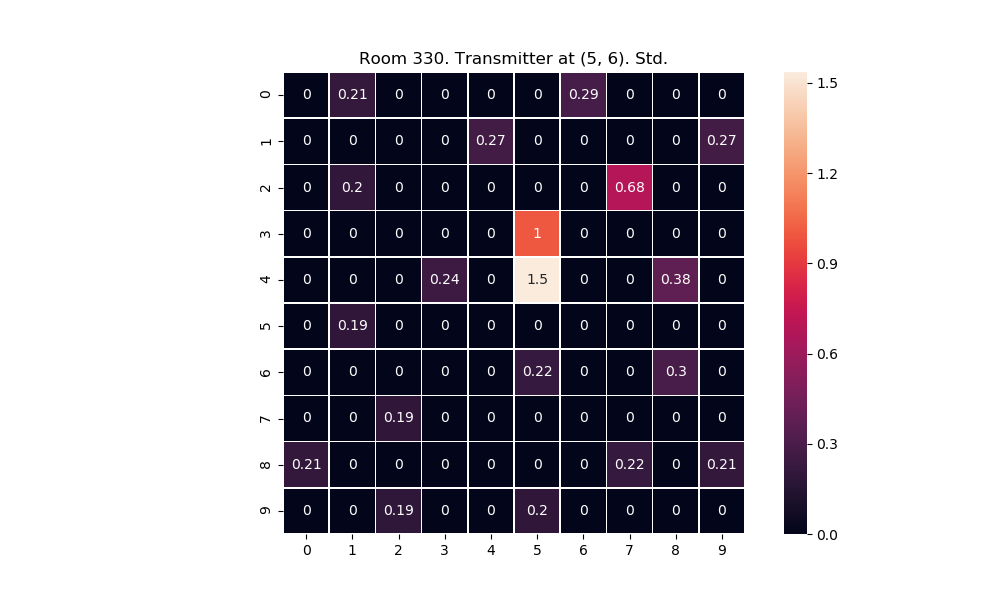 Room 330. Transmitter at (5, 6). Std.
0 0 0.21 0 0 0 0 0.29 0 0 0
1 0 0 0 0 0.27 0 0 0 0 0.27
2 0 0.2 0 0 0 0 0 0.68 0 0
3 0 0 0 0 0 1 0 0 0 0
4 0 0 0 0.24 0 1.5 0 0 0.38 0
5 0 0.19 0 0 0 0 0 0 0 0
6 0 0 0 0 0 0.22 0 0 0.3 0
7 0 0 0.19 0 0 0 0 0 0 0
8 0.21 0 0 0 0 0 0 0.22 0 0.21
9 0 0 0.19 0 0 0.2 0 0 0 0
0 1 2 3 4 5 6 7 8 9
1.5
1.2
0.9
0.6
0.3
0.0